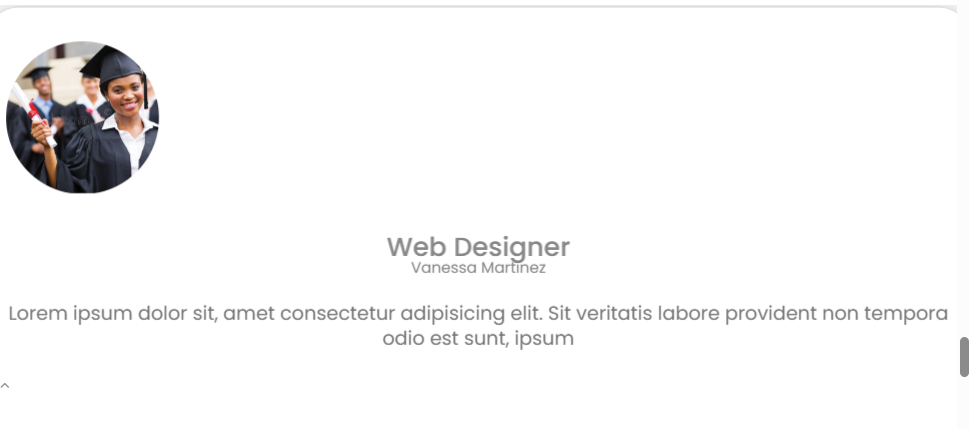 Web Designer
Vanessa Martinez
Lorem ipsum dolor sit, amet consectetur adipisicing elit. Sit veritatis labore provident non tempora
odio est sunt, ipsum